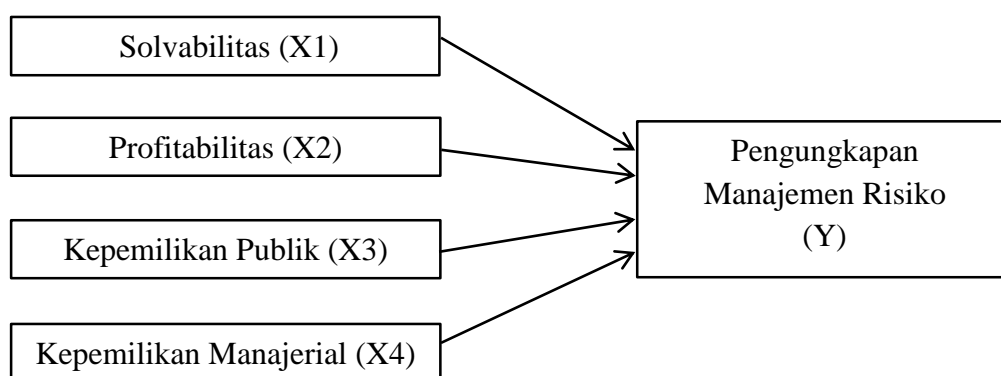 Solvabilitas (X1)
Profitabilitas (X2)
Kepemilikan Publik (X3)
Kepemilikan Manajerial (X4)
Pengungkapan
Manajemen Risiko
(Y)